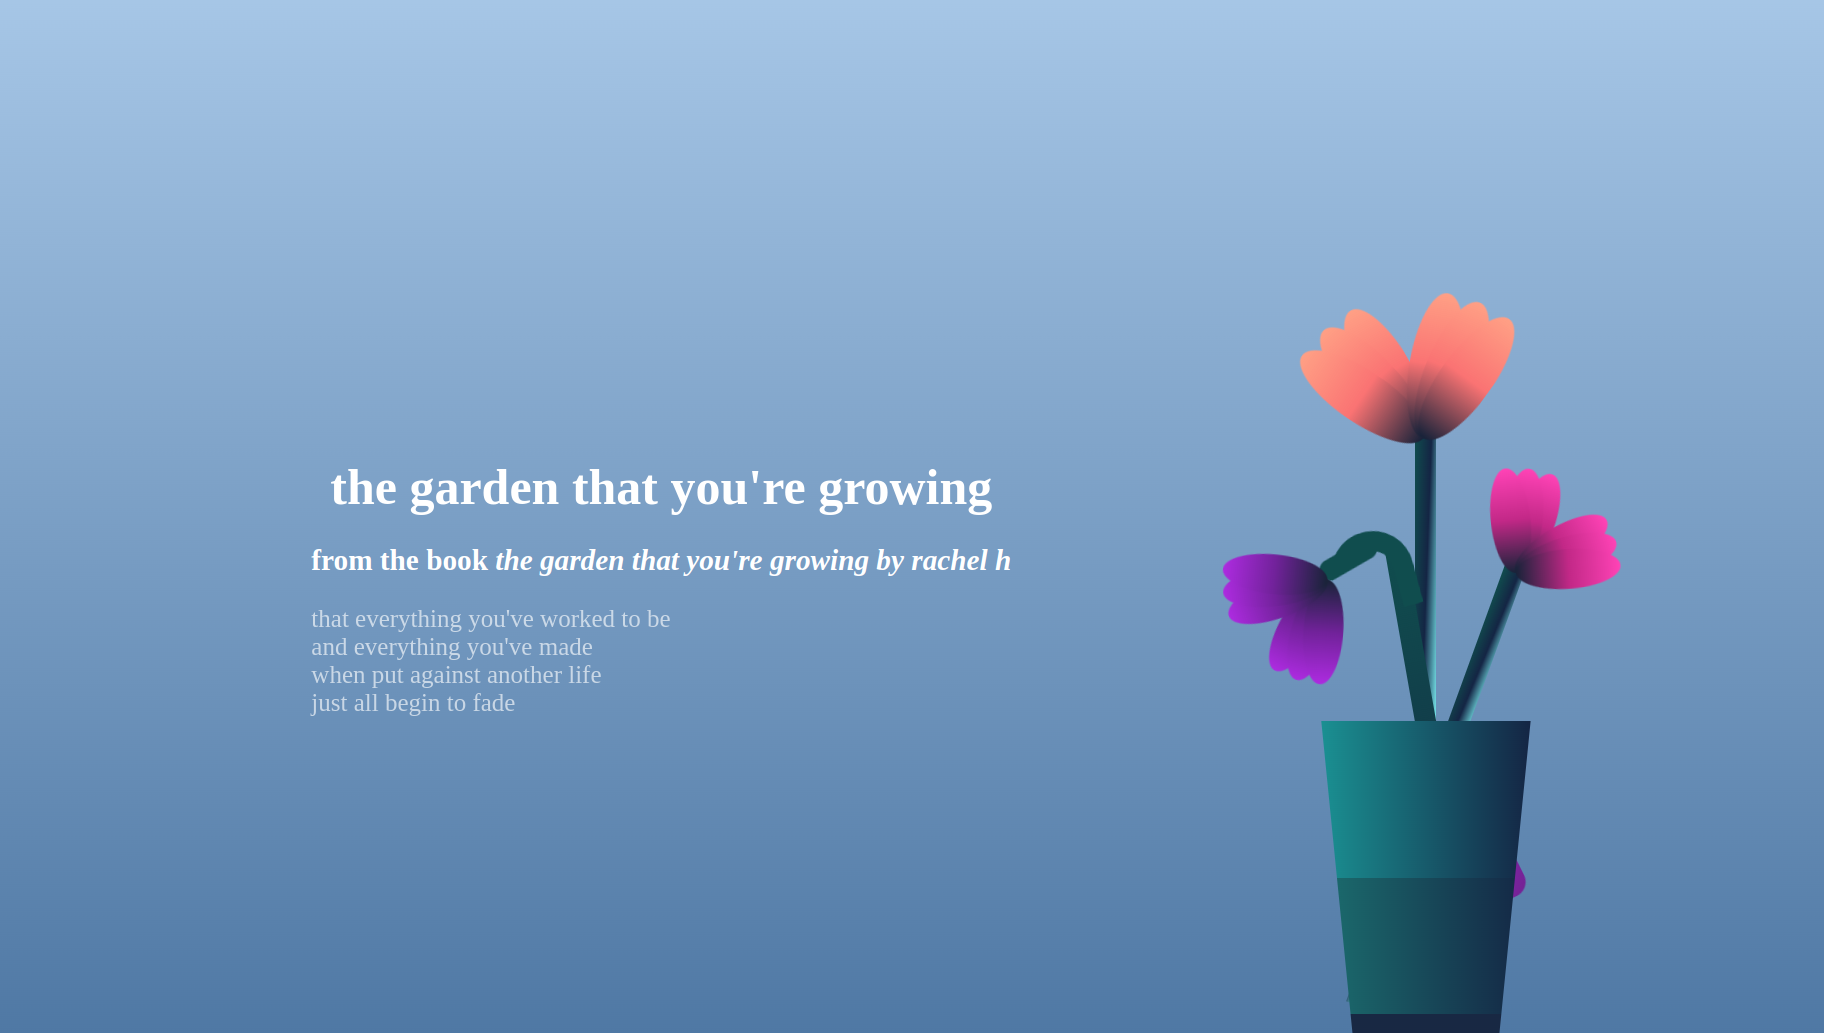 the garden that you're growing
from the book the garden that you're growing by rachel h
that everything you've worked to be
and everything you've made
when put against another life
just all begin to fade